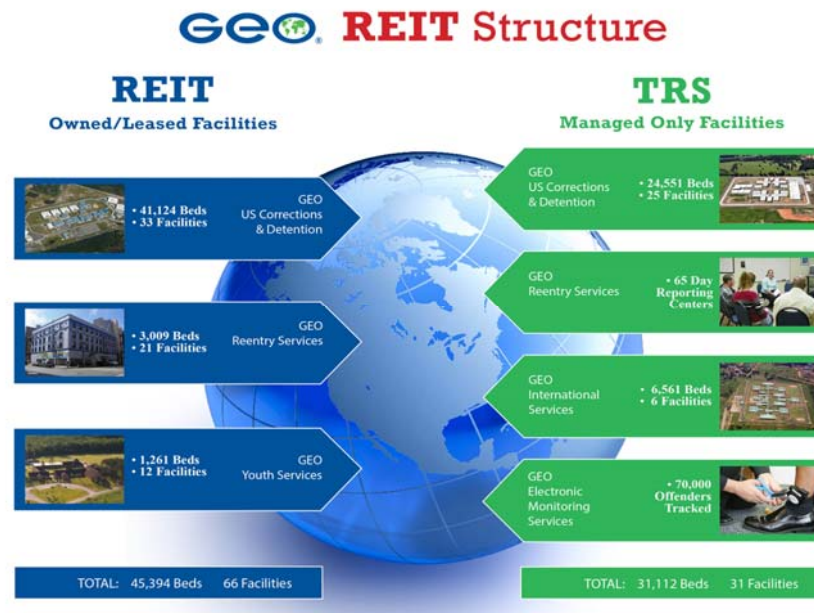 GEO® REIT Structure
REIT
Owned/Leased Facilities
• 41,124 Beds
• 33 Facilities
GEO
US Corrections
& Detention
• 3,009 Beds
• 21 Facilities
GEO
Reentry Services
• 1,261 Beds
• 12 Facilities
GEO
Youth Services
TOTAL: 45,394 Beds 66 Facilities
TRS
Managed Only Facilities
GEO
US Corrections
& Detention
• 24,551 Beds
• 25 Facilities
GEO
Reentry Services
• 65 Day
Reporting
Centers
GEO
International
Services
• 6,561 Beds
• 6 Facilities
GEO
Electronic
Monitoring
Services
• 70,000
Offenders
Tracked
TOTAL: 31,112 Beds 31 Facilities